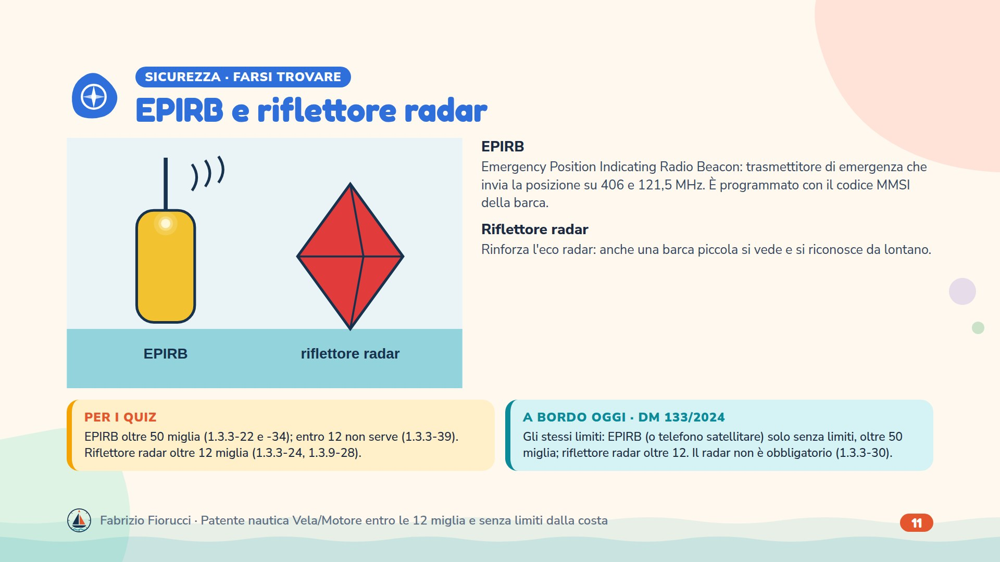 SICUREZZA · FARSI TROVARE
EPIRB e riflettore radar
EPIRB
riflettore radar
EPIRB
Emergency Position Indicating Radio Beacon: trasmettitore di emergenza che
invia la posizione su 406 e 121,5 MHz. È programmato con il codice MMSI
della barca.
Riflettore radar
Rinforza l'eco radar: anche una barca piccola si vede e si riconosce da lontano.
PER I QUIZ
EPIRB oltre 50 miglia (1.3.3-22 e -34); entro 12 non serve (1.3.3-39).
Riflettore radar oltre 12 miglia (1.3.3-24, 1.3.9-28).
A BORDO OGGI · DM 133/2024
Gli stessi limiti: EPIRB (o telefono satellitare) solo senza limiti, oltre 50
miglia; riflettore radar oltre 12. Il radar non è obbligatorio (1.3.3-30).
Fabrizio Fiorucci · Patente nautica Vela/Motore entro le 12 miglia e senza limiti dalla costa
11